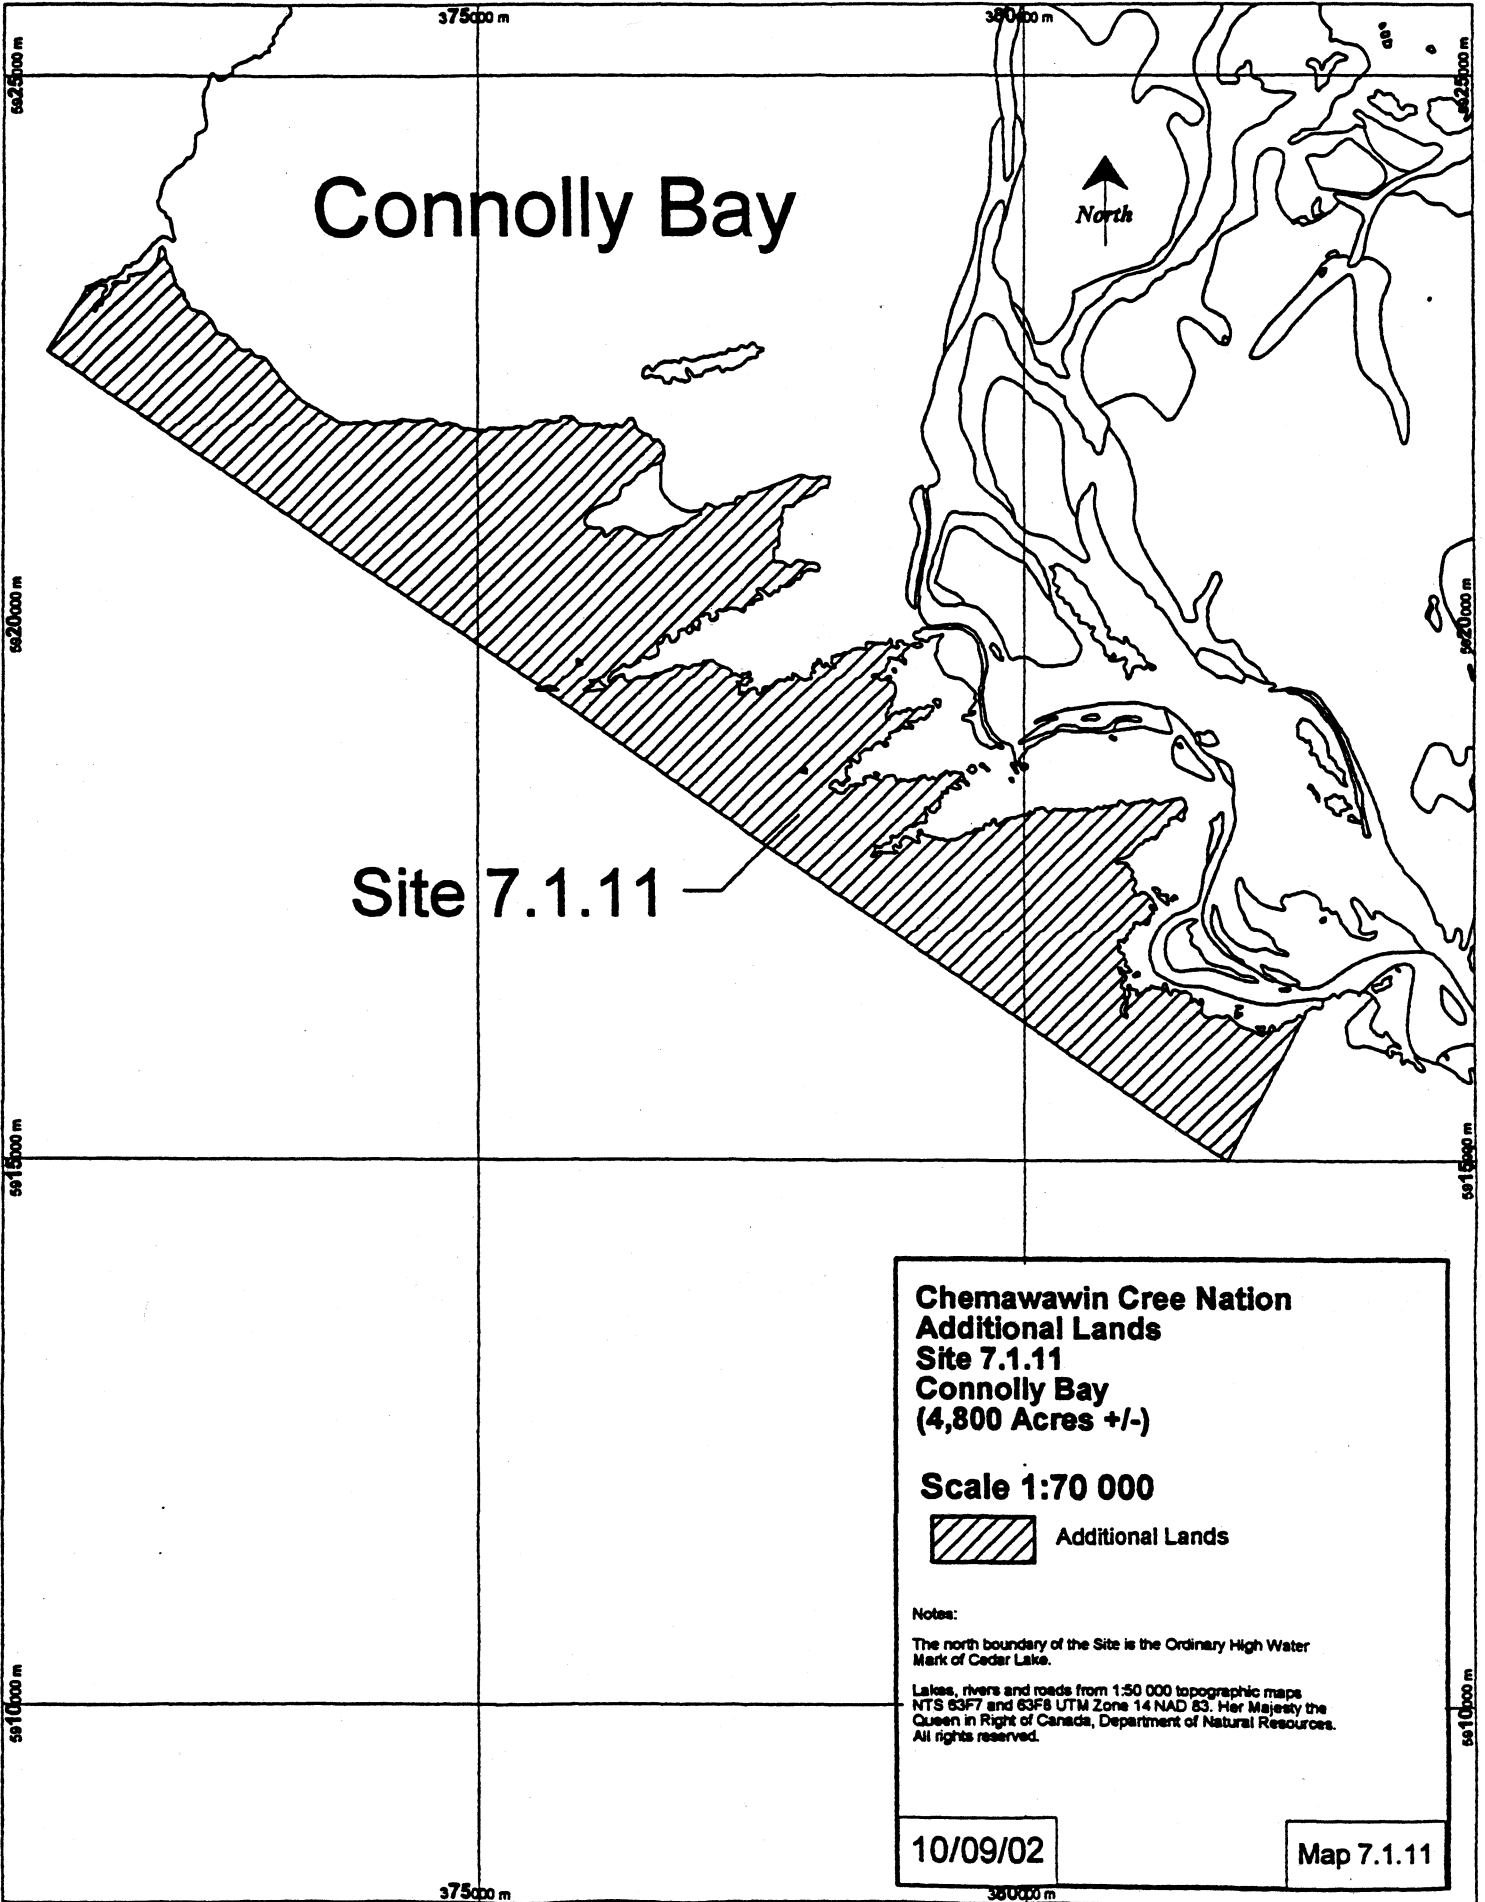 375000 m
380000 m
5925000 m
5925000 m
Connolly Bay
North
5920000 m
5920000 m
Site 7.1.11
5915000 m
5915000 m
Chemawawin Cree Nation
Additional Lands
Site 7.1.11
Connolly Bay
(4,800 Acres +/-)
Scale 1:70 000
Additional Lands
Notes:
The north boundary of the Site is the Ordinary High Water
Mark of Cedar Lake.
Lakes, rivers and roads from 1:50 000 topographic maps
NTS 63F7 and 63F8 UTM Zone 14 NAD 83. Her Majesty the
Queen in Right of Canada, Department of Natural Resources.
All rights reserved.
5910000 m
5910000 m
10/09/02
Map 7.1.11
375000 m
380000 m